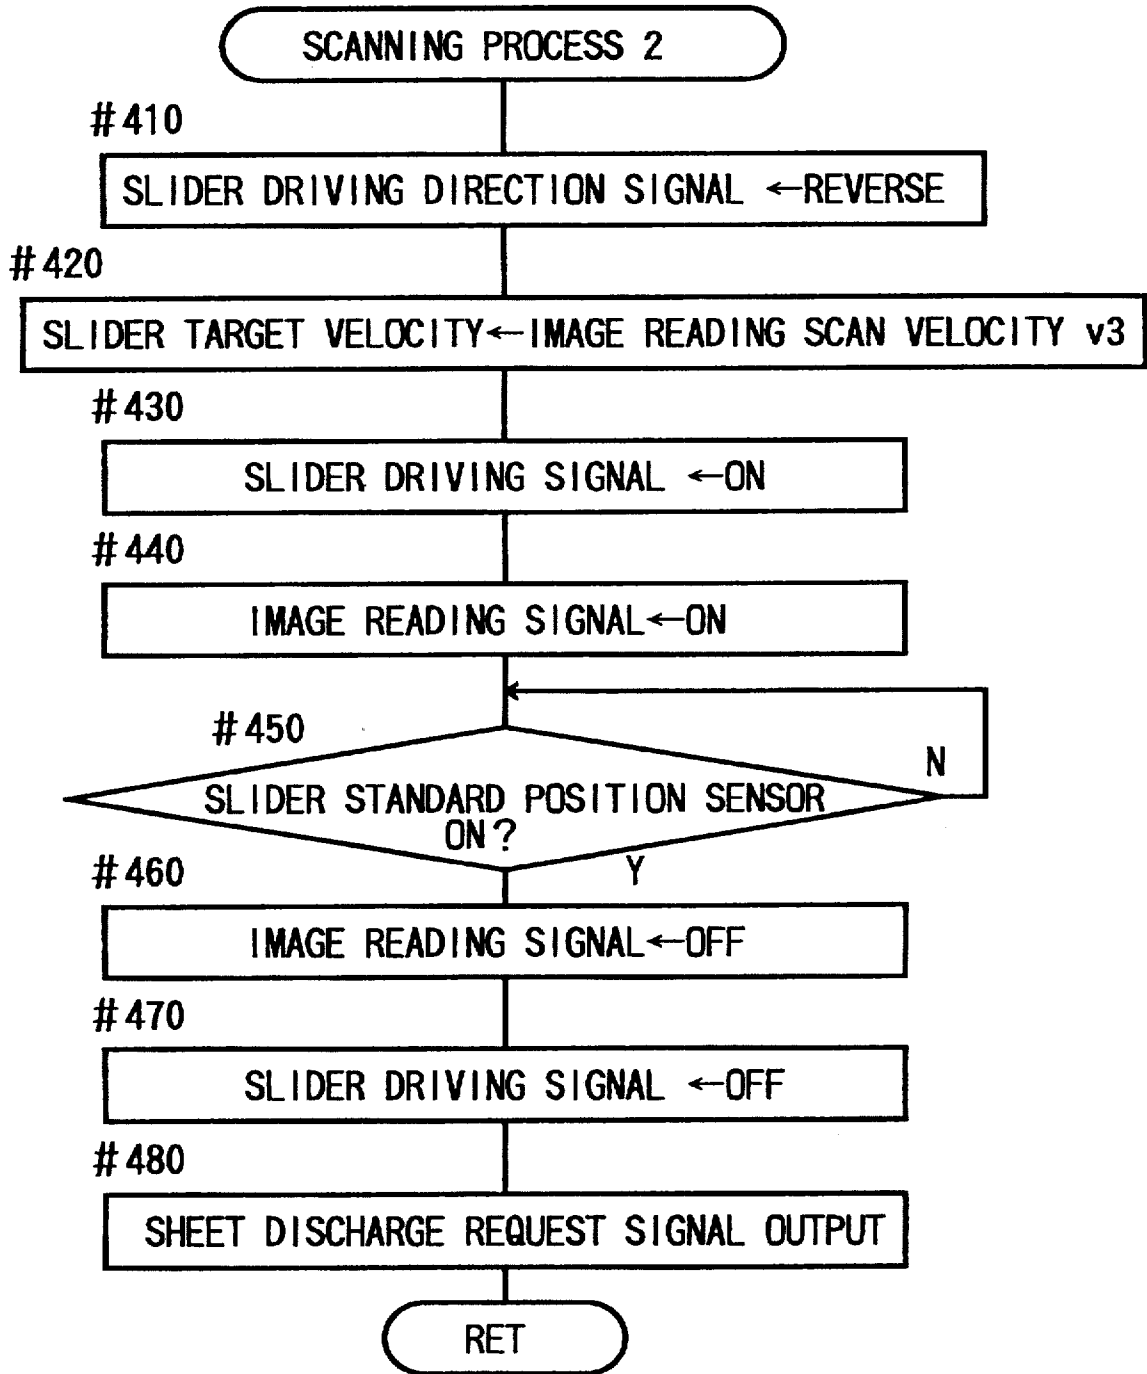 SCANNING PROCESS 2
#410
SLIDER DRIVING DIRECTION SIGNAL ←REVERSE
#420
SLIDER TARGET VELOCITY←IMAGE READING SCAN VELOCITY v3
#430
SLIDER DRIVING SIGNAL ←ON
#440
IMAGE READING SIGNAL←ON
#450
N
SLIDER STANDARD POSITION SENSOR
ON?
Y
#460
IMAGE READING SIGNAL←OFF
#470
SLIDER DRIVING SIGNAL ←OFF
#480
SHEET DISCHARGE REQUEST SIGNAL OUTPUT
RET